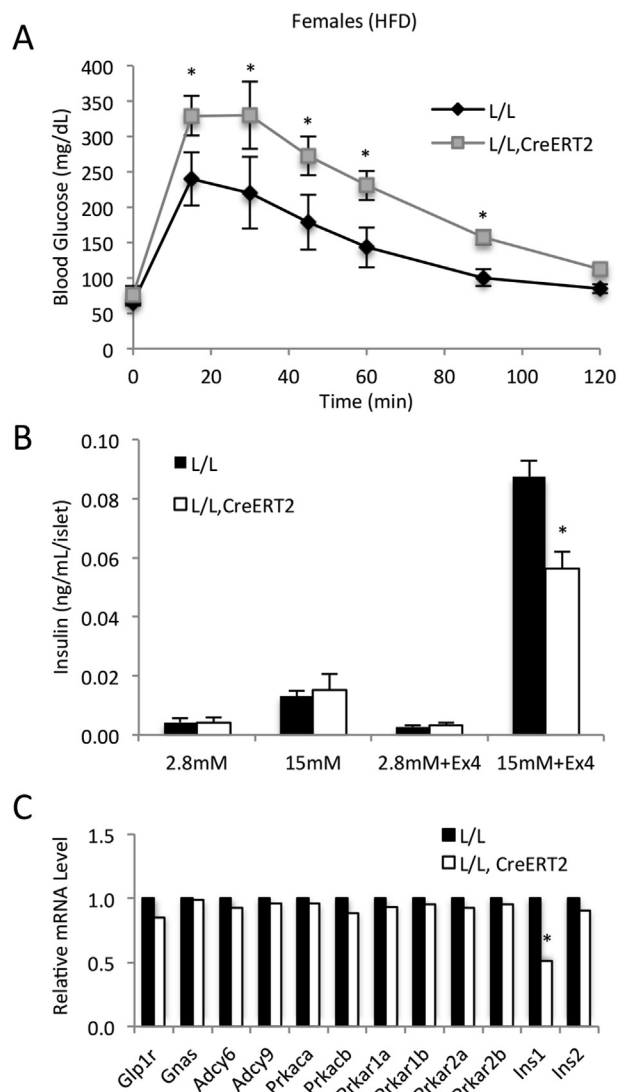 Females (HFD)
A
400
350
300
250
200
150
100
50
0
Blood Glucose (mg/dL)
* * * * *
L/L
L/L,CreERT2
0 20 40 60 80 100 120
Time (min)
B
0.10
0.08
0.06
0.04
0.02
0.00
Insulin (ng/mL/islet)
L/L
L/L,CreERT2
*
2.8mM 15mM 2.8mM+Ex4 15mM+Ex4
C
1.5
1.0
0.5
0.0
Relative mRNA Level
L/L
L/L, CreERT2
*
Glp1r Gnas Adcy6 Adcy9 Prkaca Prkacb Prkar1a Prkar1b Prkar2a Prkar2b Ins1 Ins2